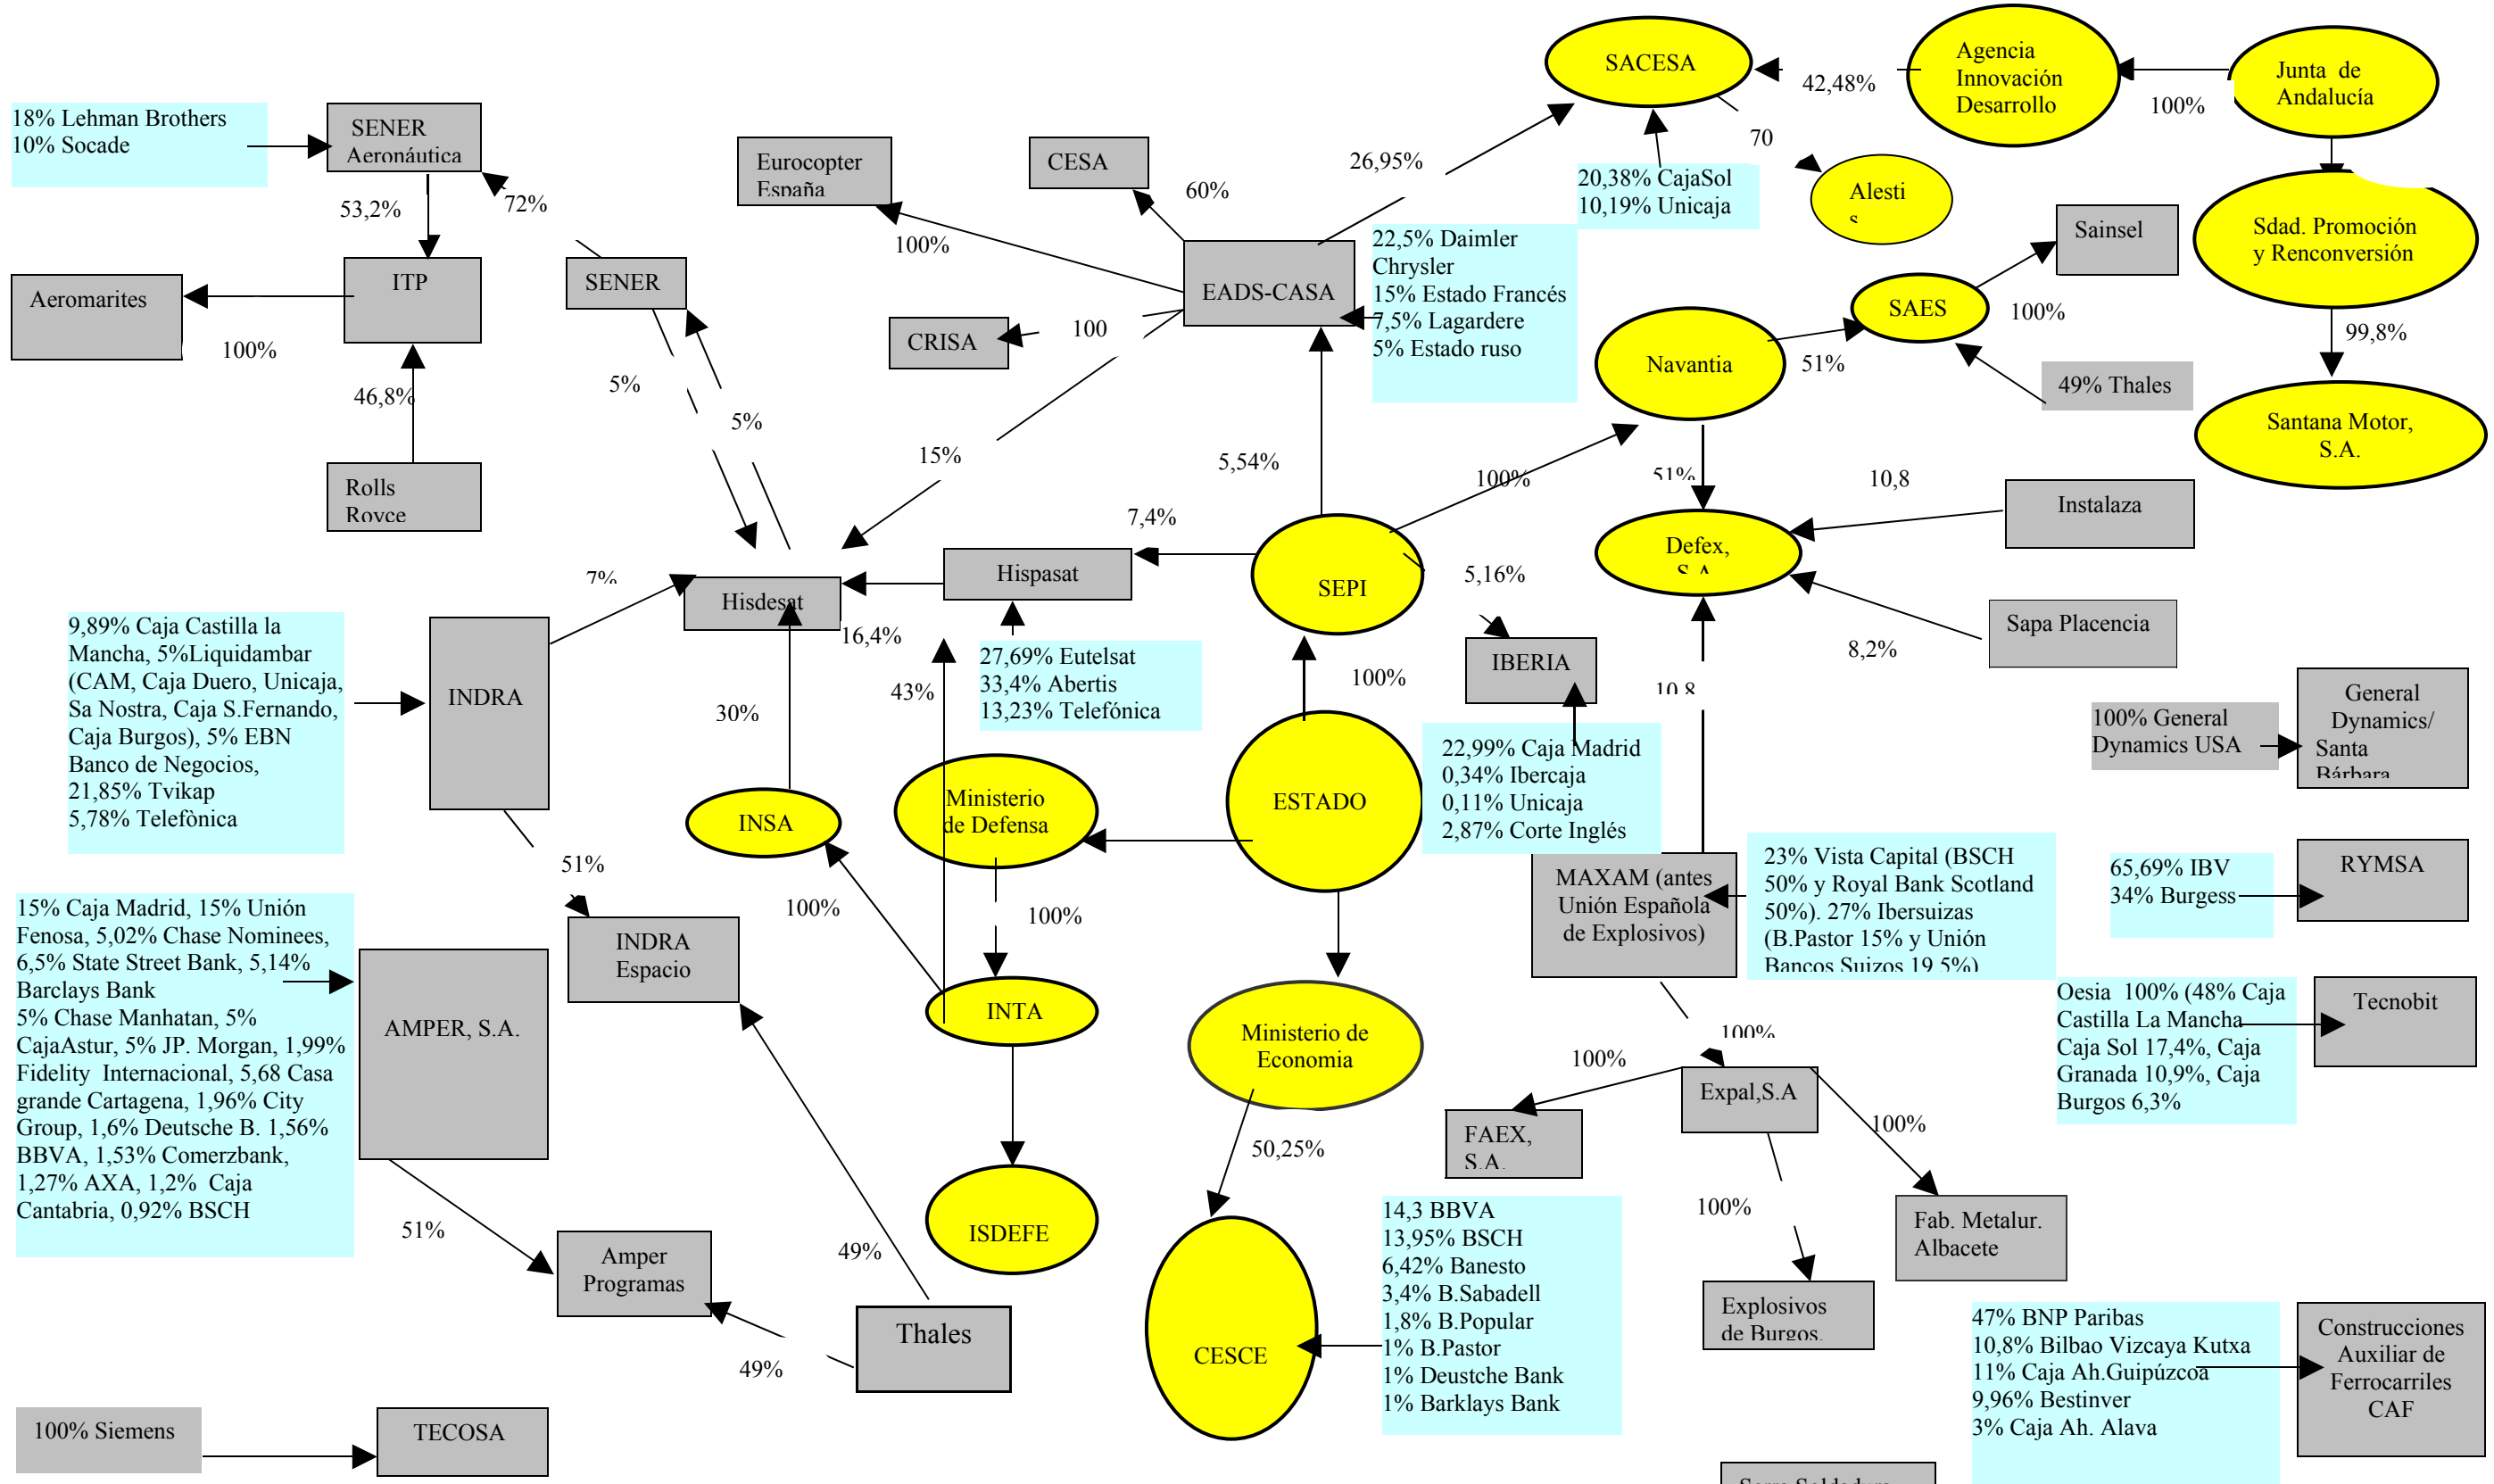 SACESA
Agencia
Innovación
Desarrollo
Junta de
Andalucía
42,48%
100%
18% Lehman Brothers
10% Socade
SENER
Aeronáutica
Eurocopter
España
CESA
26,95%
70
20,38% CajaSol
10,19% Unicaja
Alesti
s
53,2%
72%
60%
100%
Sainsel
Sdad. Promoción
y Renconversión
22,5% Daimler
Chrysler
15% Estado Francés
7,5% Lagardere
5% Estado ruso
Aeromarites
ITP
SENER
EADS-CASA
SAES
100%
100%
CRISA
100
Navantia
51%
99,8%
49% Thales
46,8%
5%
5%
Santana Motor,
S.A.
15%
5,54%
100%
51%
10,8
Rolls
Royce
Instalaza
7,4%
Defex,
S.A.
7%
Hisdesat
Hispasat
SEPI
5,16%
Sapa Placencia
8,2%
16,4%
9,89% Caja Castilla la
Mancha, 5%Liquidambar
(CAM, Caja Duero, Unicaja,
Sa Nostra, Caja S.Fernando,
Caja Burgos), 5% EBN
Banco de Negocios,
21,85% Tvikap
5,78% Telefònica
INDRA
27,69% Eutelsat
33,4% Abertis
13,23% Telefónica
43%
30%
100%
IBERIA
10,8
100% General
Dynamics USA
General
Dynamics/
Santa
Bárbara
22,99% Caja Madrid
0,34% Ibercaja
0,11% Unicaja
2,87% Corte Inglés
INSA
Ministerio
de Defensa
ESTADO
51%
MAXAM (antes
Unión Española
de Explosivos)
23% Vista Capital (BSCH
50% y Royal Bank Scotland
50%). 27% Ibersuizas
(B.Pastor 15% y Unión
Bancos Suizos 19,5%)
65,69% IBV
34% Burgess
RYMSA
15% Caja Madrid, 15% Unión
Fenosa, 5,02% Chase Nominees,
6,5% State Street Bank, 5,14%
Barclays Bank
5% Chase Manhatan, 5%
CajaAstur, 5% JP. Morgan, 1,99%
Fidelity Internacional, 5,68 Casa
grande Cartagena, 1,96% City
Group, 1,6% Deutsche B. 1,56%
BBVA, 1,53% Comerzbank,
1,27% AXA, 1,2% Caja
Cantabria, 0,92% BSCH
AMPER, S.A.
INDRA
Espacio
100%
100%
INTA
Ministerio de
Economia
100%
Oesia 100% (48% Caja
Castilla La Mancha
Caja Sol 17,4%, Caja
Granada 10,9%, Caja
Burgos 6,3%
Tecnobit
100%
Expal,S.A
FAEX,
S.A.
100%
50,25%
51%
49%
ISDEFE
14,3 BBVA
13,95% BSCH
6,42% Banesto
3,4% B.Sabadell
1,8% B.Popular
1% B.Pastor
1% Deustche Bank
1% Barklays Bank
CESCE
100%
Fab. Metalur.
Albacete
Amper
Programas
Thales
49%
Explosivos
de Burgos.
47% BNP Paribas
10,8% Bilbao Vizcaya Kutxa
11% Caja Ah.Guipúzcoa
9,96% Bestinver
3% Caja Ah. Alava
Construcciones
Auxiliar de
Ferrocarriles
CAF
100% Siemens
TECOSA